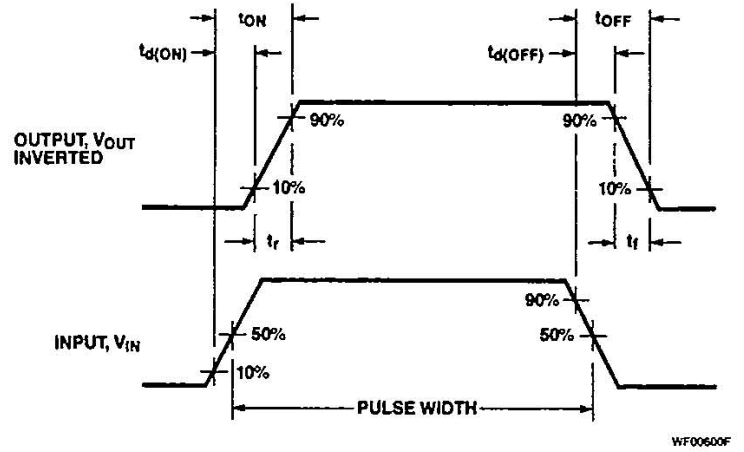 tON
tOFF
td(ON)
td(OFF)
OUTPUT, VOUT
INVERTED
90%
90%
10%
10%
tr
tf
90%
INPUT, VIN
50%
50%
10%
PULSE WIDTH
WF00600F